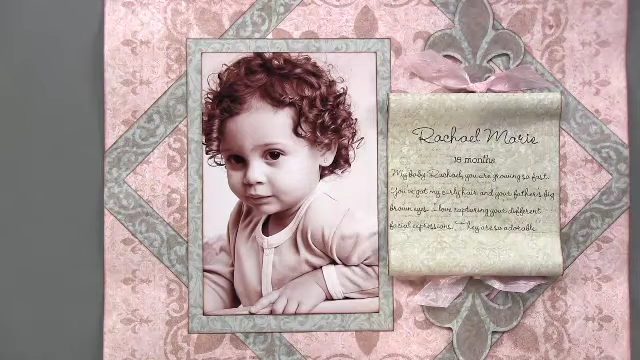 Rachael Marie
18 months
My baby Rachael, you are growing so fast.
You've got my curly hair and your father's big
brown eyes. I love capturing your different
facial expressions. They are so adorable.